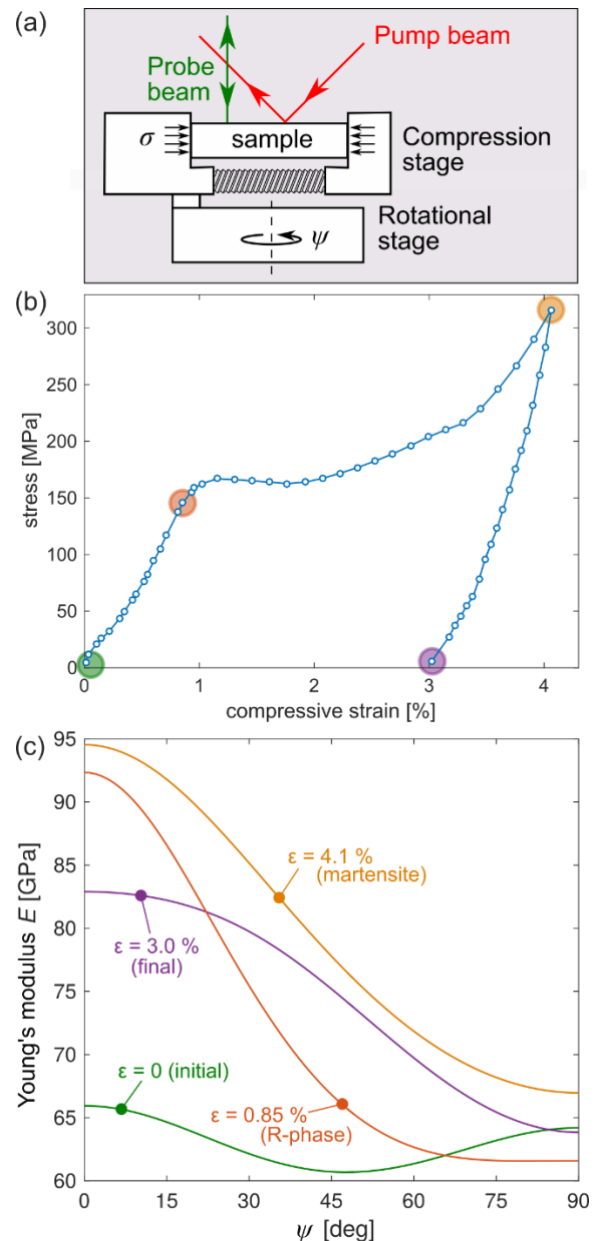 (a)
Pump beam
Probe
beam
σ
sample
Compression
stage
Rotational
stage
ψ
(b)
300
250
200
150
100
50
0
stress [MPa]
0 1 2 3 4
compressive strain [%]
(c)
95
90
85
80
75
70
65
60
Young's modulus E [GPa]
ε = 4.1 %
(martensite)
ε = 3.0 %
(final)
ε = 0 (initial)
ε = 0.85 %
(R-phase)
0 15 30 45 60 75 90
ψ [deg]